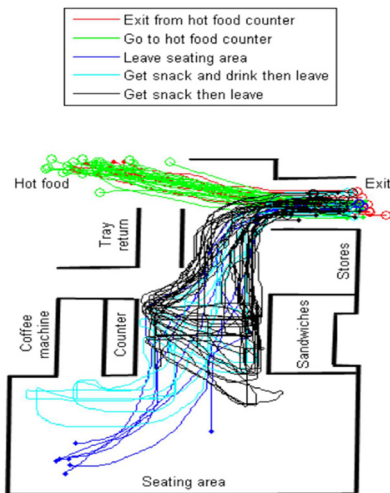 Exit from hot food counter
Go to hot food counter
Leave seating area
Get snack and drink then leave
Get snack then leave
Hot food
Exit
Tray
return
Stores
Coffee
machine
Counter
Sandwiches
Seating area